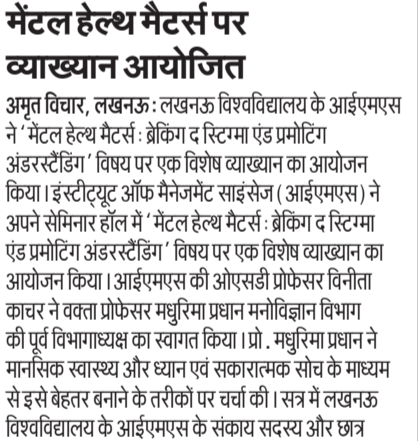 मेंटल हेल्थ मैटर्स पर
व्याख्यान आयोजित
अमृत विचार, लखनऊ : लखनऊ विश्वविद्यालय के आईएमएस
ने ‘मेंटल हेल्थ मैटर्स : ब्रेकिंग द स्टिग्मा एंड प्रमोटिंग
अंडरस्टैंडिंग’ विषय पर एक विशेष व्याख्यान का आयोजन
किया। इंस्टीट्यूट ऑफ मैनेजमेंट साइंसेज (आईएमएस) ने
अपने सेमिनार हॉल में ‘मेंटल हेल्थ मैटर्स : ब्रेकिंग द स्टिग्मा
एंड प्रमोटिंग अंडरस्टैंडिंग’ विषय पर एक विशेष व्याख्यान का
आयोजन किया। आईएमएस की ओएसडी प्रोफेसर विनीता
काचर ने वक्ता प्रोफेसर मधुरिमा प्रधान मनोविज्ञान विभाग
की पूर्व विभागाध्यक्ष का स्वागत किया। प्रो. मधुरिमा प्रधान ने
मानसिक स्वास्थ्य और ध्यान एवं सकारात्मक सोच के माध्यम
से इसे बेहतर बनाने के तरीकों पर चर्चा की। सत्र में लखनऊ
विश्वविद्यालय के आईएमएस के संकाय सदस्य और छात्र